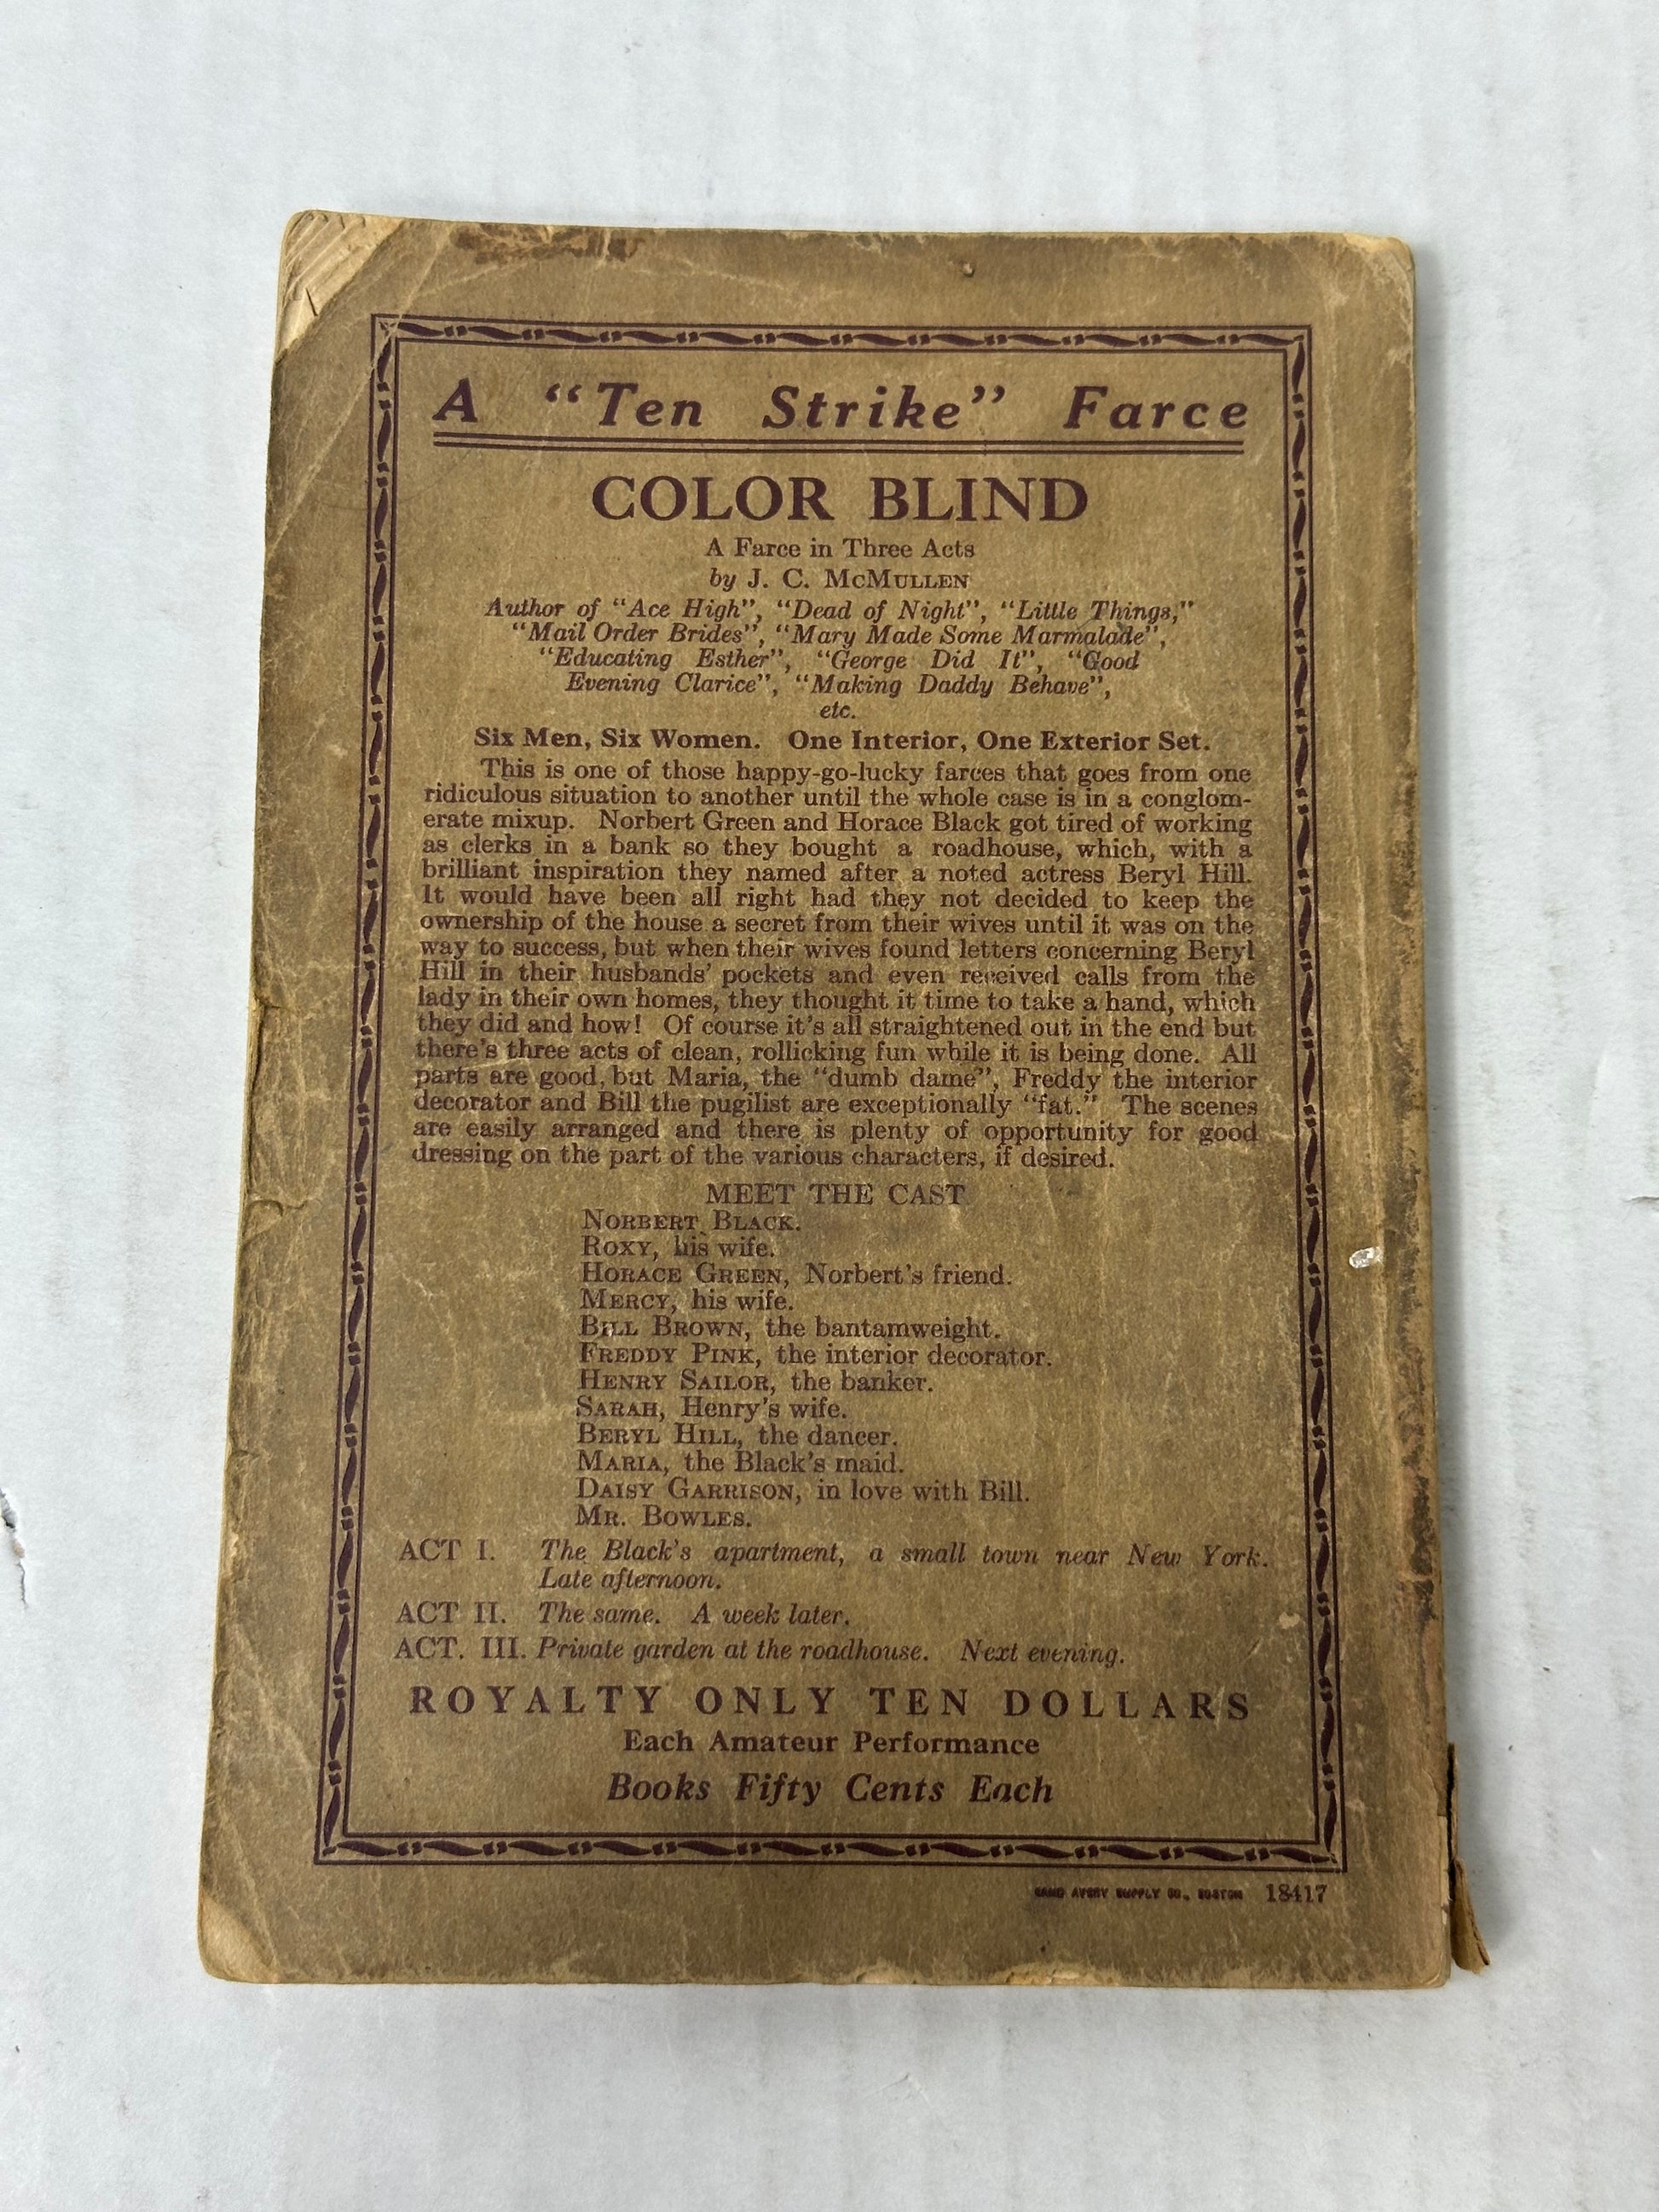 A "Ten Strike" Farce
COLOR BLIND
A Farce in Three Acts
by J. C. McMULLEN
Author of "Ace High", "Dead of Night", "Little Things,"
"Mail Order Brides", "Mary Made Some Marmalade",
"Educating Esther", "George Did It", "Good
Evening Clarice", "Making Daddy Behave",
etc.
Six Men, Six Women. One Interior, One Exterior Set.
This is one of those happy-go-lucky farces that goes from one
ridiculous situation to another until the whole case is in a conglom-
erate mixup. Norbert Green and Horace Black got tired of working
as clerks in a bank so they bought a roadhouse, which, with a
brilliant inspiration they named after a noted actress Beryl Hill.
It would have been all right had they not decided to keep the
ownership of the house a secret from their wives until it was on the
way to success, but when their wives found letters concerning Beryl
Hill in their husbands' pockets and even received calls from the
lady in their own homes, they thought it time to take a hand, which
they did and how! Of course it's all straightened out in the end but
there's three acts of clean, rollicking fun while it is being done. All
parts are good, but Maria, the "dumb dame", Freddy the interior
decorator and Bill the pugilist are exceptionally "fat." The scenes
are easily arranged and there is plenty of opportunity for good
dressing on the part of the various characters, if desired.
MEET THE CAST
NORBERT BLACK.
ROXY, his wife.
HORACE GREEN, Norbert's friend.
MERCY, his wife.
BILL BROWN, the bantamweight.
FREDDY PINK, the interior decorator.
HENRY SAILOR, the banker.
SARAH, Henry's wife.
BERYL HILL, the dancer.
MARIA, the Black's maid.
DAISY GARRISON, in love with Bill.
MR. BOWLES.
ACT I. The Black's apartment, a small town near New York.
Late afternoon.
ACT II. The same. A week later.
ACT. III. Private garden at the roadhouse. Next evening.
ROYALTY ONLY TEN DOLLARS
Each Amateur Performance
Books Fifty Cents Each
AVERY SUPPLY CO., BOSTON 18417